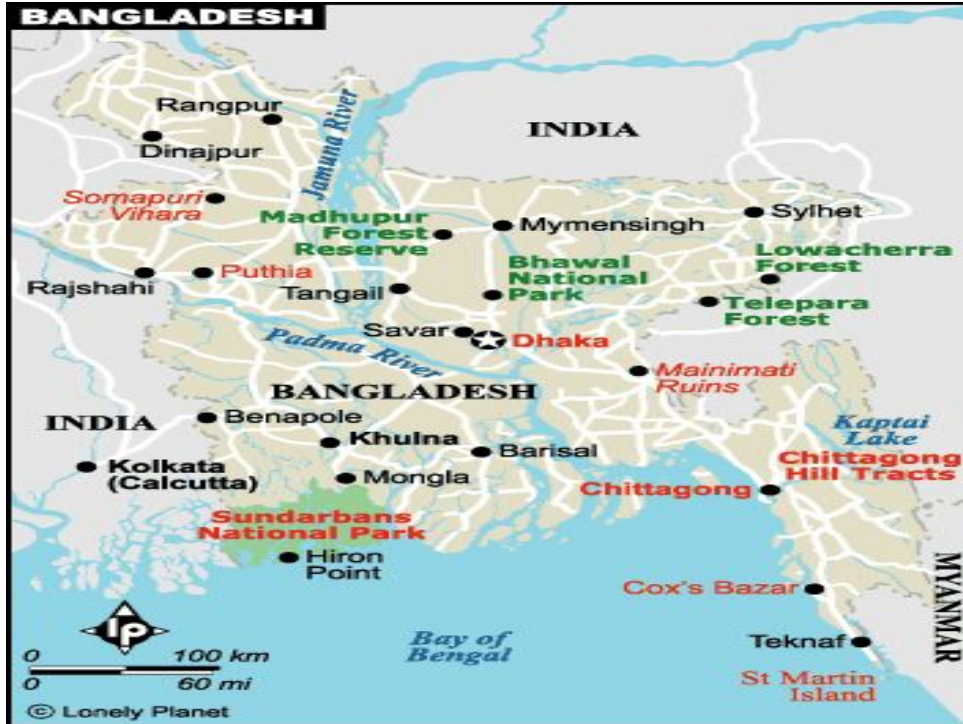 BANGLADESH
Rangpur
Dinajpur
Jamuna River
INDIA
Somapuri
Vihara
Madhupur
Forest
Reserve
Mymensingh
Sylhet
Lowacherra
Forest
Bhawal
National
Park
Rajshahi
Puthia
Tangail
Telepara
Forest
Savar
Dhaka
Padma River
Mainimati
Ruins
BANGLADESH
INDIA
Benapole
Khulna
Barisal
Kaptai
Lake
Kolkata
(Calcutta)
Mongla
Chittagong
Hill Tracts
Chittagong
Sundarbans
National Park
Hiron
Point
MYANMAR
Cox's Bazar
lp
Bay of
Bengal
Teknaf
0 100 km
0 60 mi
St Martin
Island
© Lonely Planet